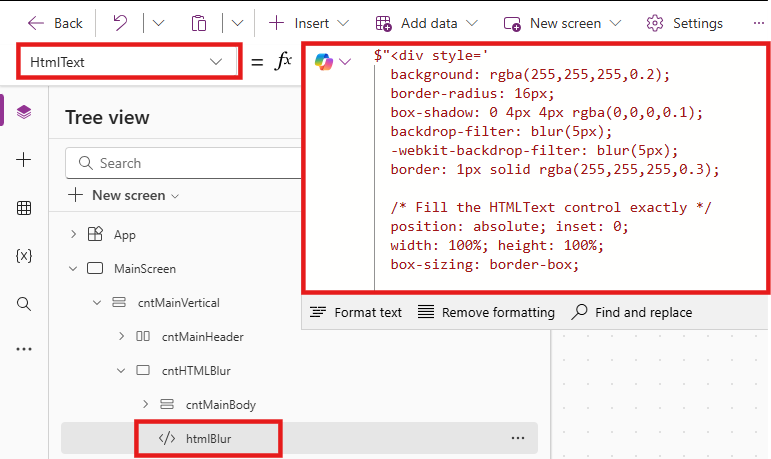 Back
Insert
Add data
New screen
Settings
...
HtmlText
= fx
$"<div style='
background: rgba(255,255,255,0.2);
border-radius: 16px;
box-shadow: 0 4px 4px rgba(0,0,0,0.1);
backdrop-filter: blur(5px);
-webkit-backdrop-filter: blur(5px);
border: 1px solid rgba(255,255,255,0.3);
/* Fill the HTMLText control exactly */
position: absolute; inset: 0;
width: 100%; height: 100%;
box-sizing: border-box;
Format text
Remove formatting
Find and replace
Tree view
Search
New screen
App
MainScreen
cntMainVertical
cntMainHeader
cntHTMLBlur
cntMainBody
htmlBlur